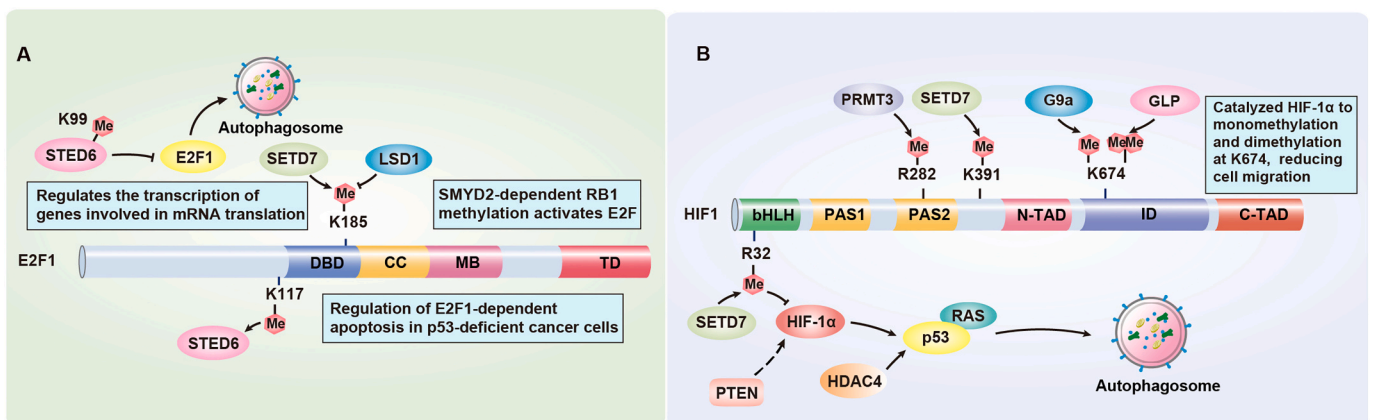 A
K99
Me
STED6
E2F1
Autophagosome
SETD7
LSD1
Me
K185
Regulates the transcription of
genes involved in mRNA translation
SMYD2-dependent RB1
methylation activates E2F
E2F1
DBD
CC
MB
TD
K117
Me
STED6
Regulation of E2F1-dependent
apoptosis in p53-deficient cancer cells
B
PRMT3
SETD7
G9a
GLP
Me
Me
Me
MeMe
R282
K391
K674
Catalyzed HIF-1α to
monomethylation
and dimethylation
at K674, reducing
cell migration
HIF1
bHLH
PAS1
PAS2
N-TAD
ID
C-TAD
R32
Me
SETD7
HIF-1α
PTEN
HDAC4
p53
RAS
Autophagosome